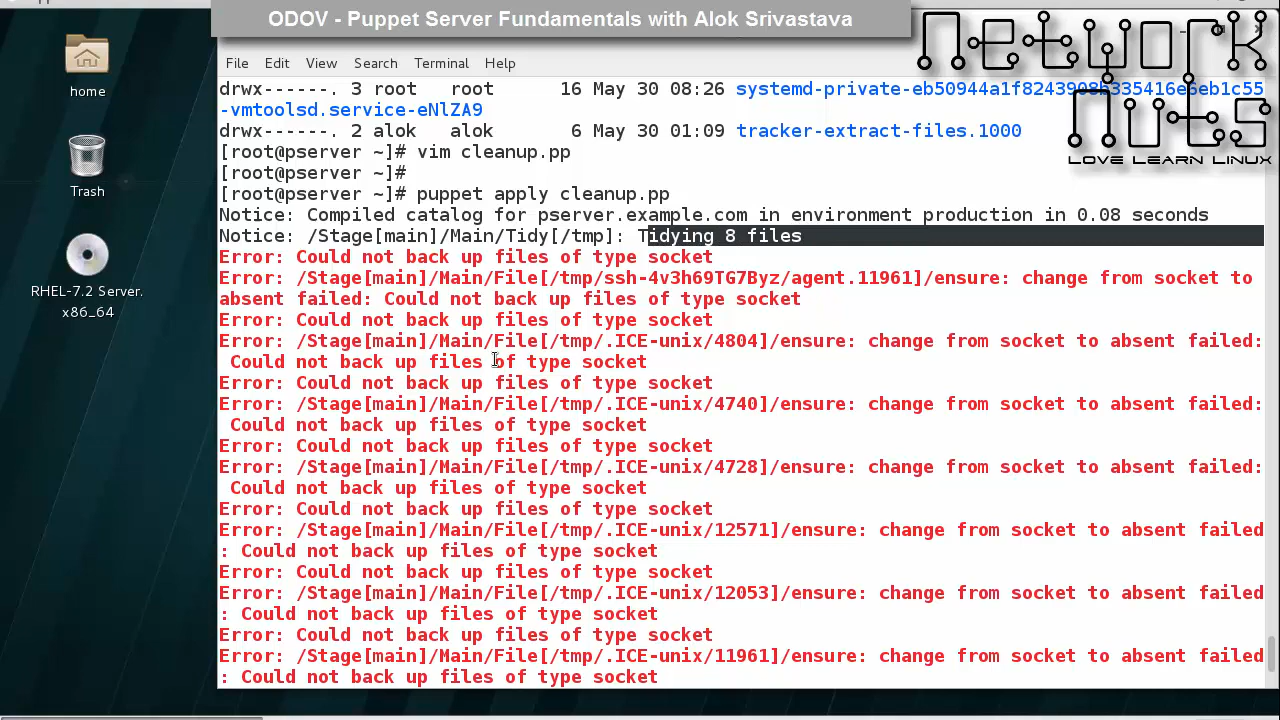 ODOV - Puppet Server Fundamentals with Alok Srivastava
Network
Nuts
LOVE LEARN LINUX
home
Trash
RHEL-7.2 Server.
x86_64
File Edit View Search Terminal Help
drwx------. 3 root root 16 May 30 08:26 systemd-private-eb50944a1f8243908b335416e6eb1c55
-vmtoolsd.service-eNlZA9
drwx------. 2 alok alok 6 May 30 01:09 tracker-extract-files.1000
[root@pserver ~]# vim cleanup.pp
[root@pserver ~]#
[root@pserver ~]# puppet apply cleanup.pp
Notice: Compiled catalog for pserver.example.com in environment production in 0.08 seconds
Notice: /Stage[main]/Main/Tidy[/tmp]: Tidying 8 files
Error: Could not back up files of type socket
Error: /Stage[main]/Main/File[/tmp/ssh-4v3h69TG7Byz/agent.11961]/ensure: change from socket to
absent failed: Could not back up files of type socket
Error: Could not back up files of type socket
Error: /Stage[main]/Main/File[/tmp/.ICE-unix/4804]/ensure: change from socket to absent failed:
Could not back up files of type socket
Error: Could not back up files of type socket
Error: /Stage[main]/Main/File[/tmp/.ICE-unix/4740]/ensure: change from socket to absent failed:
Could not back up files of type socket
Error: Could not back up files of type socket
Error: /Stage[main]/Main/File[/tmp/.ICE-unix/4728]/ensure: change from socket to absent failed:
Could not back up files of type socket
Error: Could not back up files of type socket
Error: /Stage[main]/Main/File[/tmp/.ICE-unix/12571]/ensure: change from socket to absent failed
: Could not back up files of type socket
Error: Could not back up files of type socket
Error: /Stage[main]/Main/File[/tmp/.ICE-unix/12053]/ensure: change from socket to absent failed
: Could not back up files of type socket
Error: Could not back up files of type socket
Error: /Stage[main]/Main/File[/tmp/.ICE-unix/11961]/ensure: change from socket to absent failed
: Could not back up files of type socket